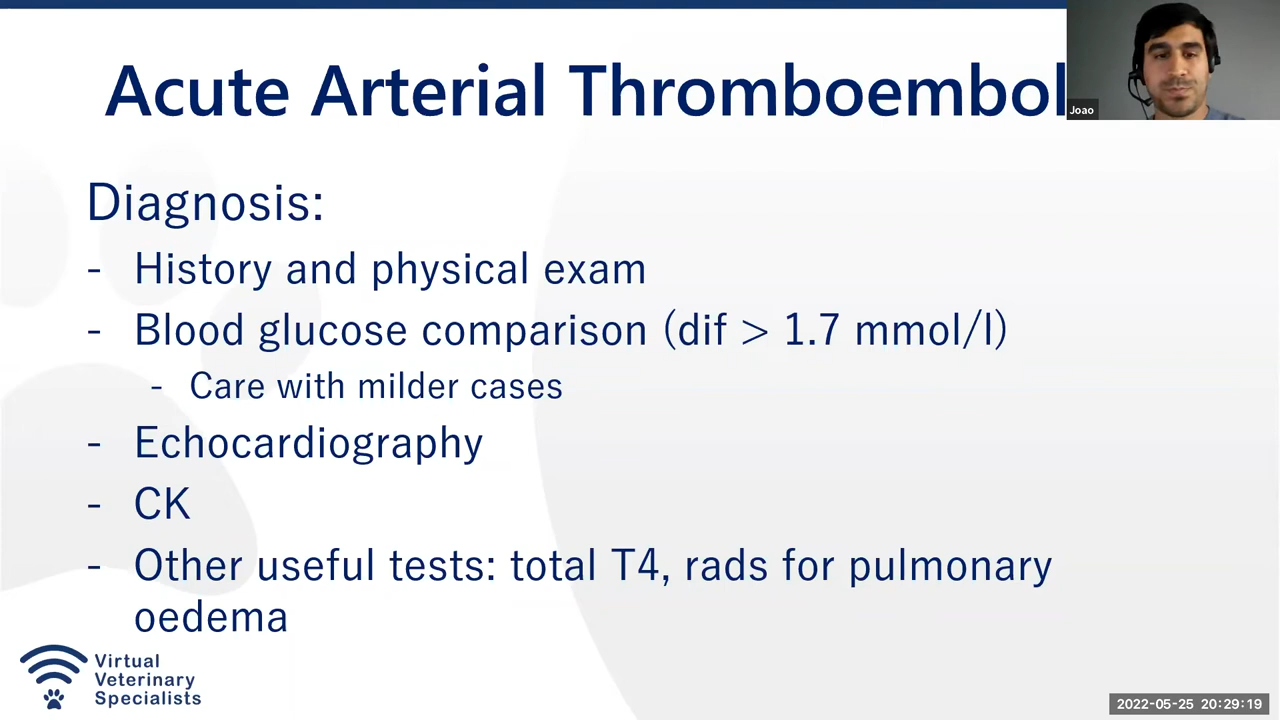 Acute Arterial Thromboembol
Joao
Diagnosis:
- History and physical exam
- Blood glucose comparison (dif > 1.7 mmol/l)
- Care with milder cases
- Echocardiography
- CK
- Other useful tests: total T4, rads for pulmonary
oedema
Virtual
Veterinary
Specialists
2022-05-25 20:29:19